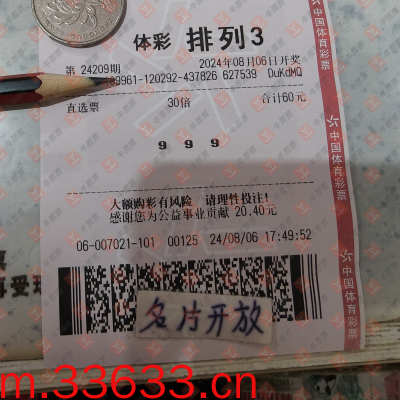 体彩 排列3
第 24209期 2024年08月06日开奖
9961-120292-437826 627539 DuKdMQ
直选票 30倍 合计60元
9 9 9
大额购彩有风险 请理性投注!
感谢您为公益事业贡献 20.40元
06-007021-101 00125 24/08/06 17:49:52
名片开放
中国体育彩票
中国体育彩票
中国体育彩票
m.33633.cn